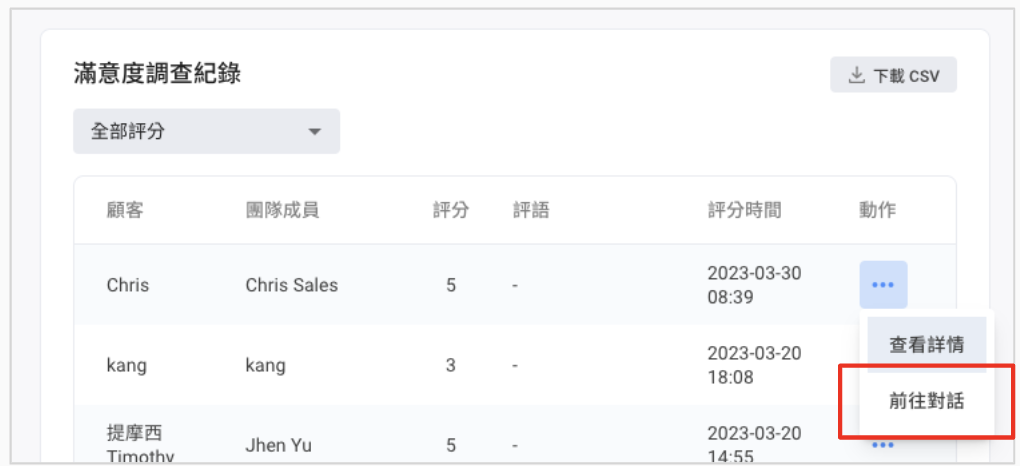 滿意度調查紀錄
下載 CSV
全部評分
顧客 團隊成員 評分 評語 評分時間 動作
Chris Chris Sales 5 - 2023-03-30
08:39
查看詳情
kang kang 3 - 2023-03-20
18:08
前往對話
提摩西
Timothy Jhen Yu 5 - 2023-03-20
14:55